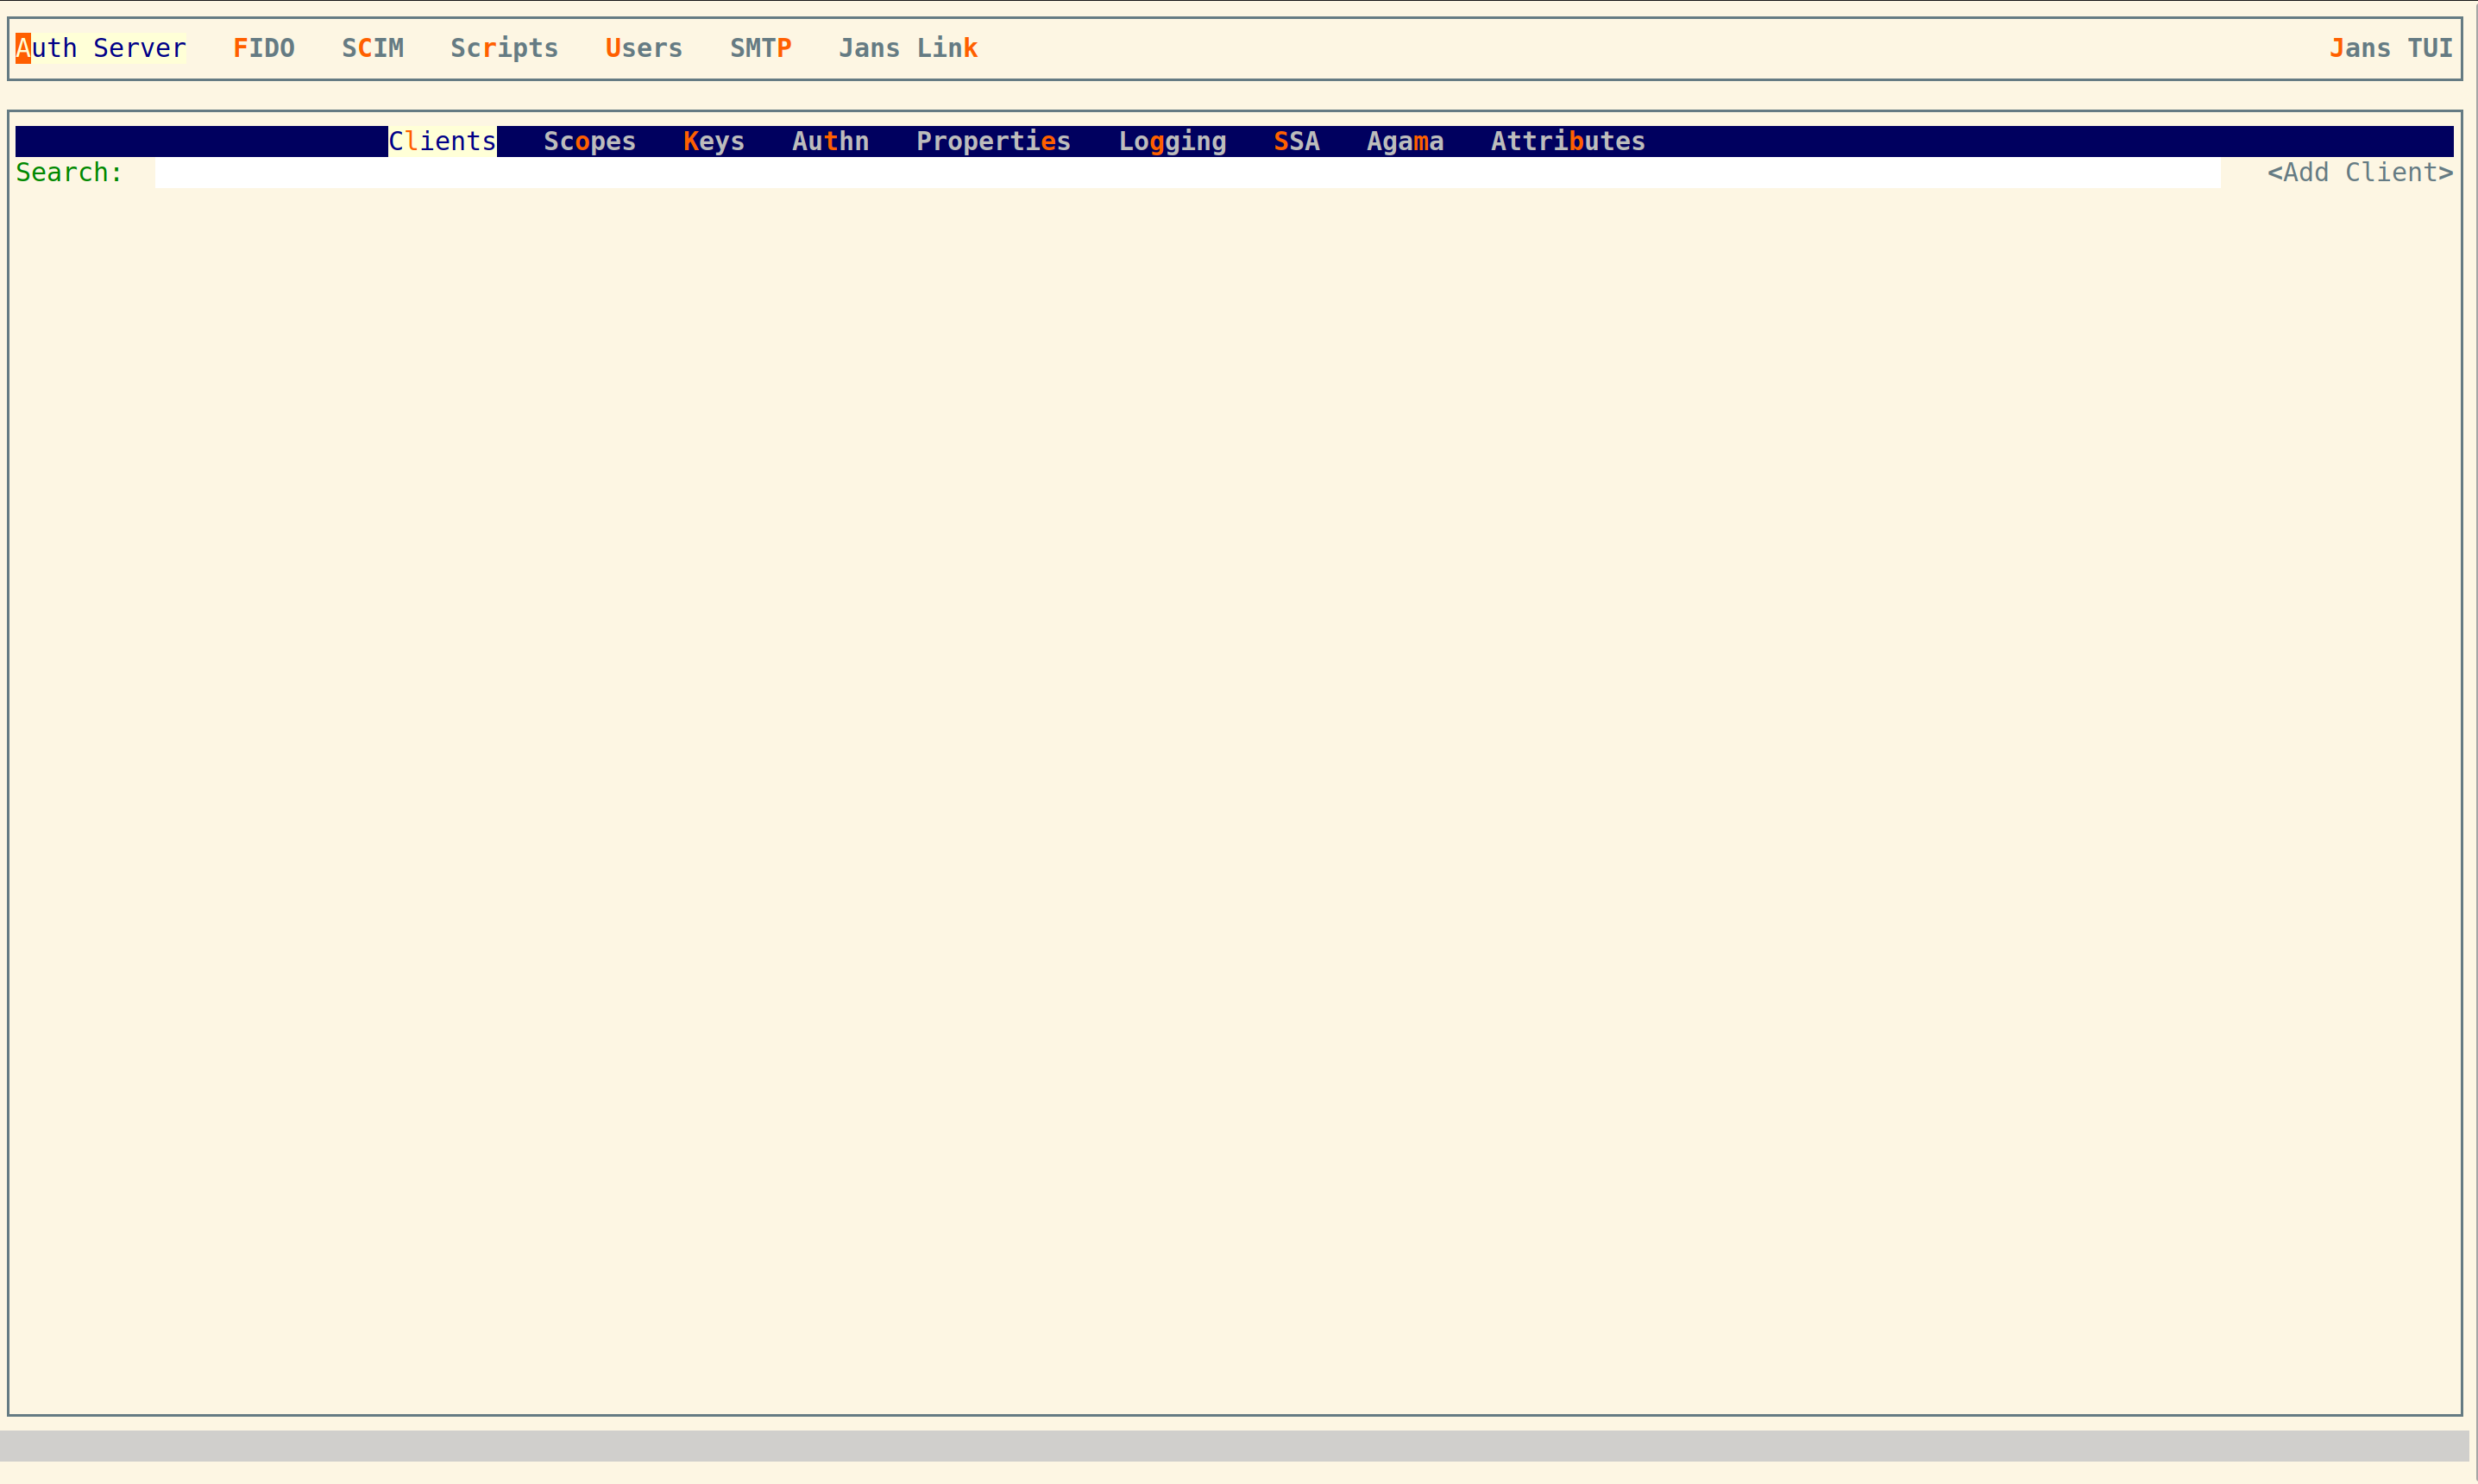 Auth Server FIDO SCIM Scripts Users SMTP Jans Link Jans TUI
Clients Scopes Keys Authn Properties Logging SSA Agama Attributes
Search: <Add Client>